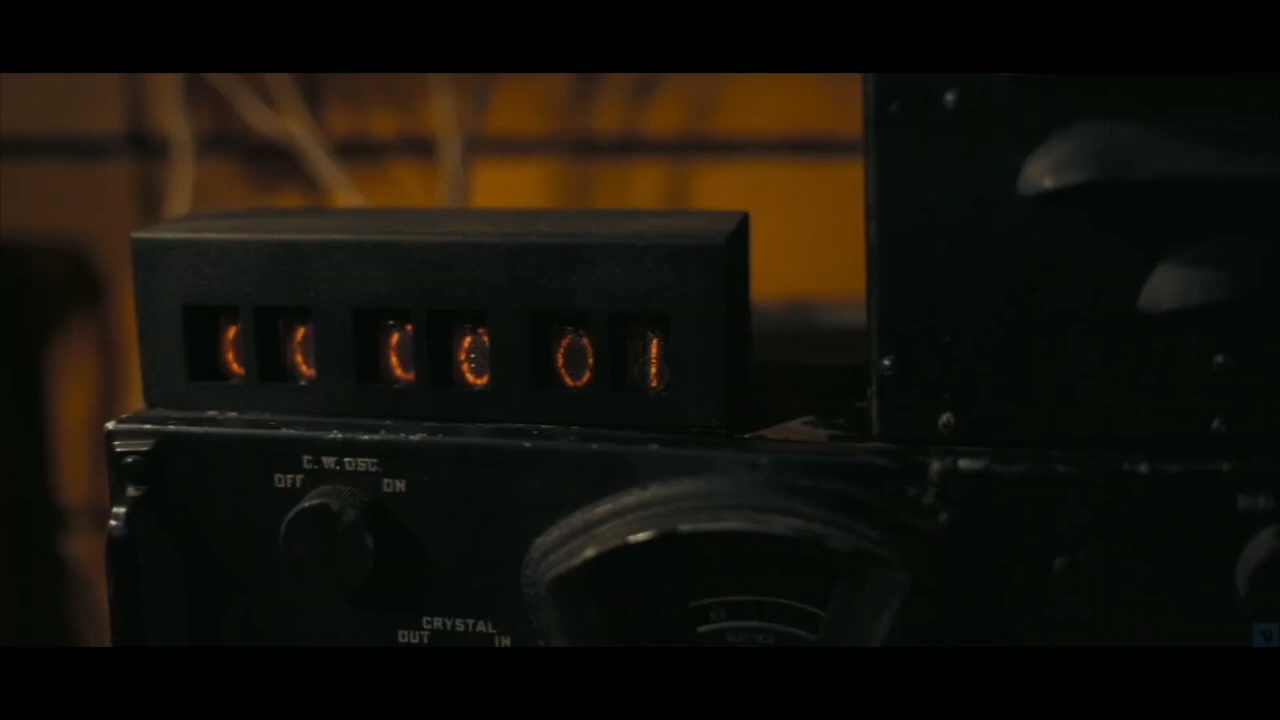 000001
C. W. OSC.
OFF ON
CRYSTAL
OUT IN